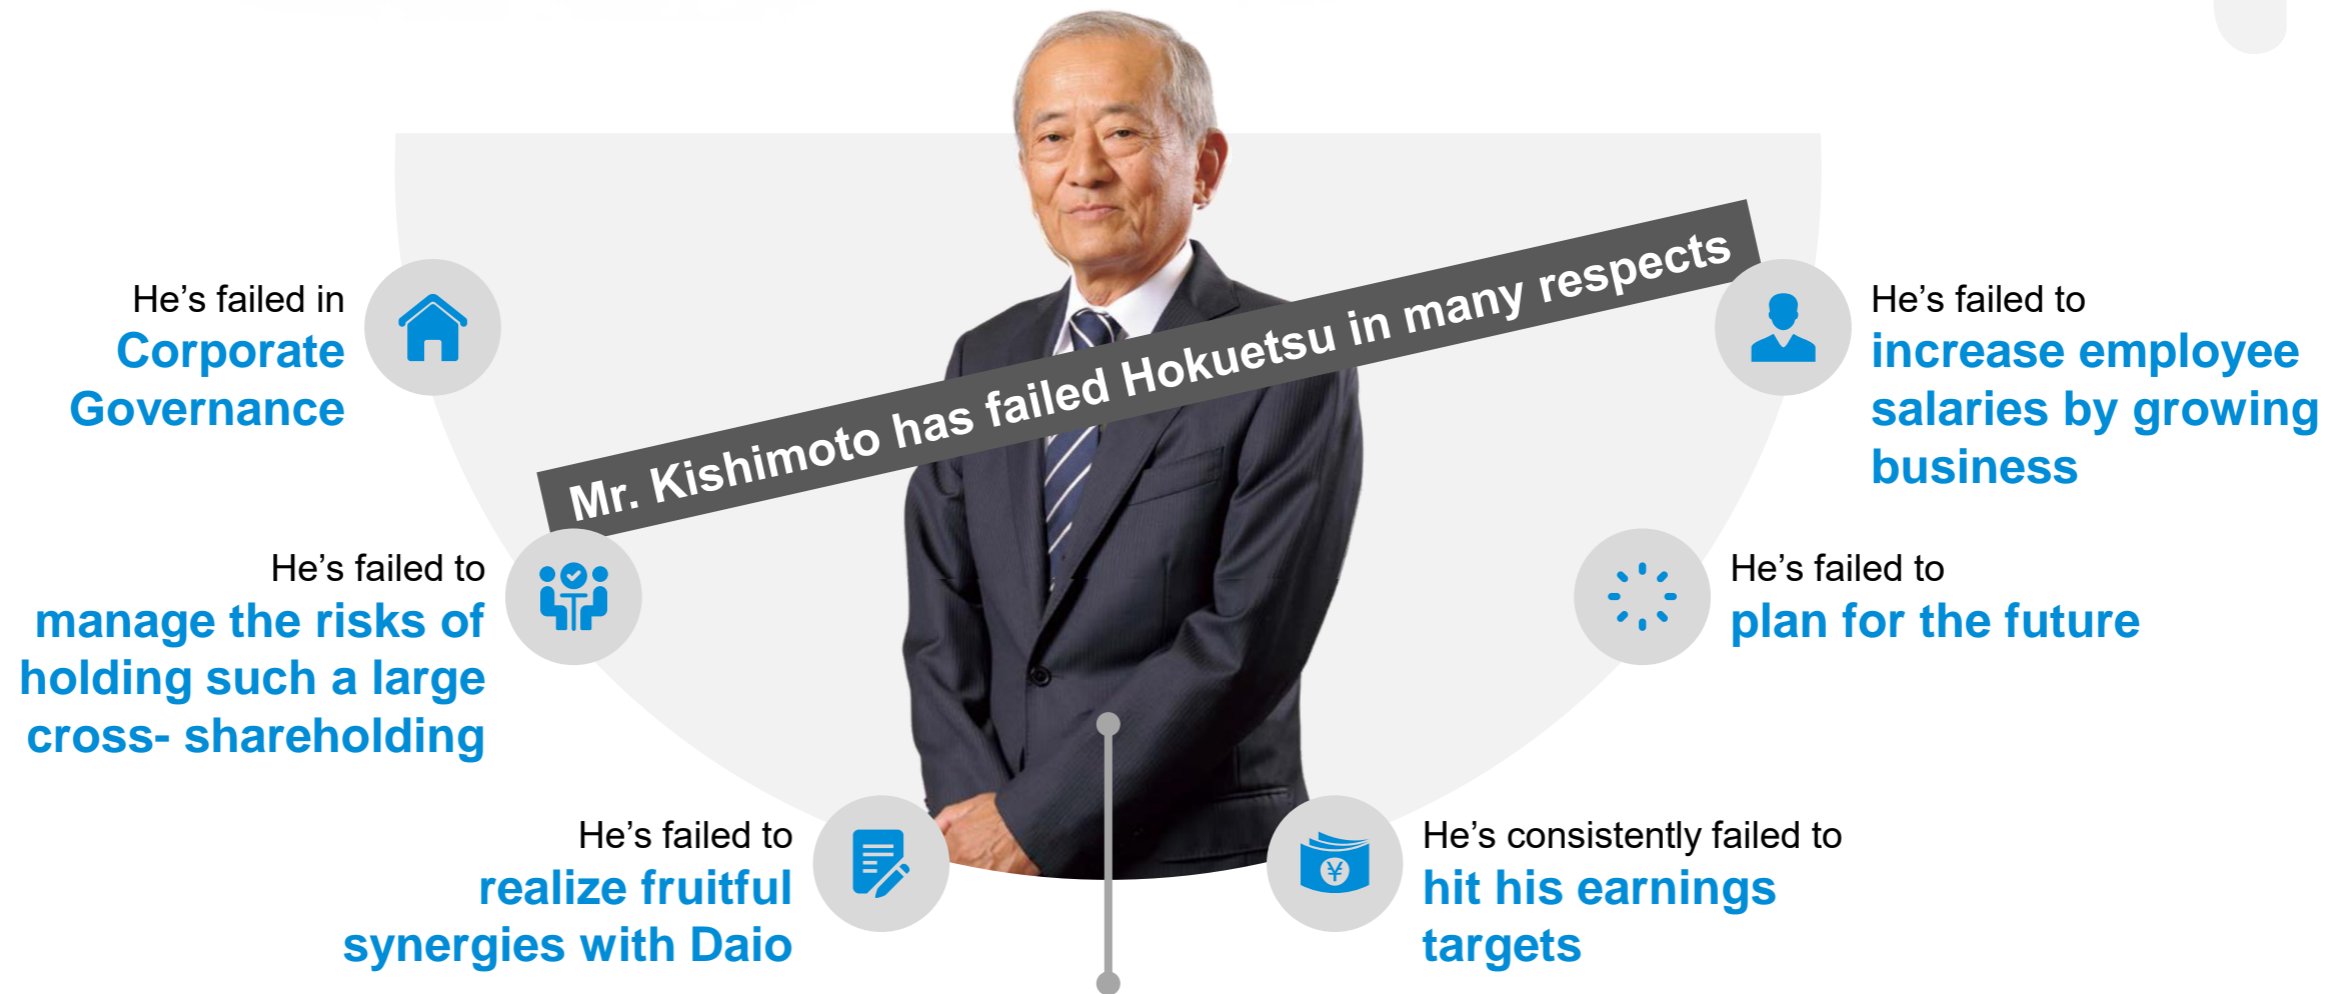 Mr. Kishimoto has failed Hokuetsu in many respects
He’s failed in
Corporate
Governance
He’s failed to
manage the risks of
holding such a large
cross- shareholding
He’s failed to
realize fruitful
synergies with Daio
He’s failed to
increase employee
salaries by growing
business
He’s failed to
plan for the future
¥
He’s consistently failed to
hit his earnings
targets